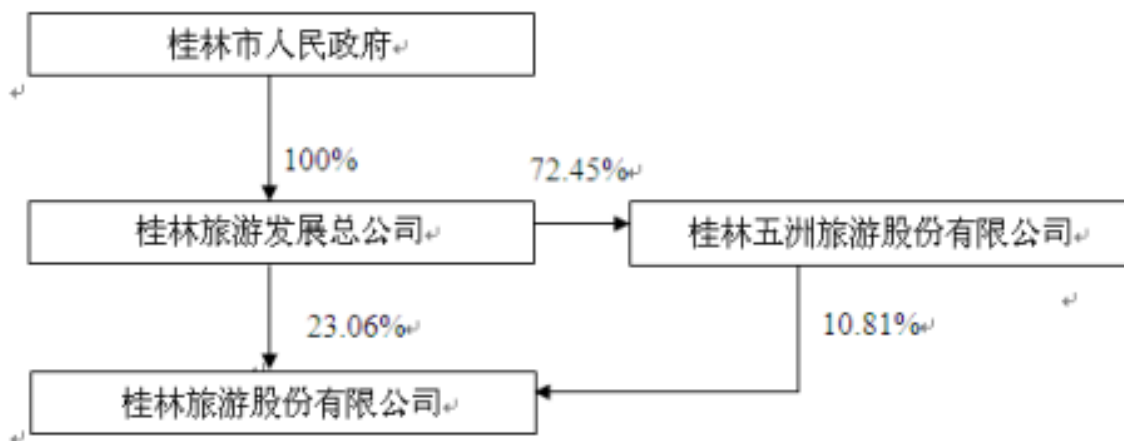 桂林市人民政府
100%
72.45%
桂林旅游发展总公司
桂林五洲旅游股份有限公司
23.06%
10.81%
桂林旅游股份有限公司